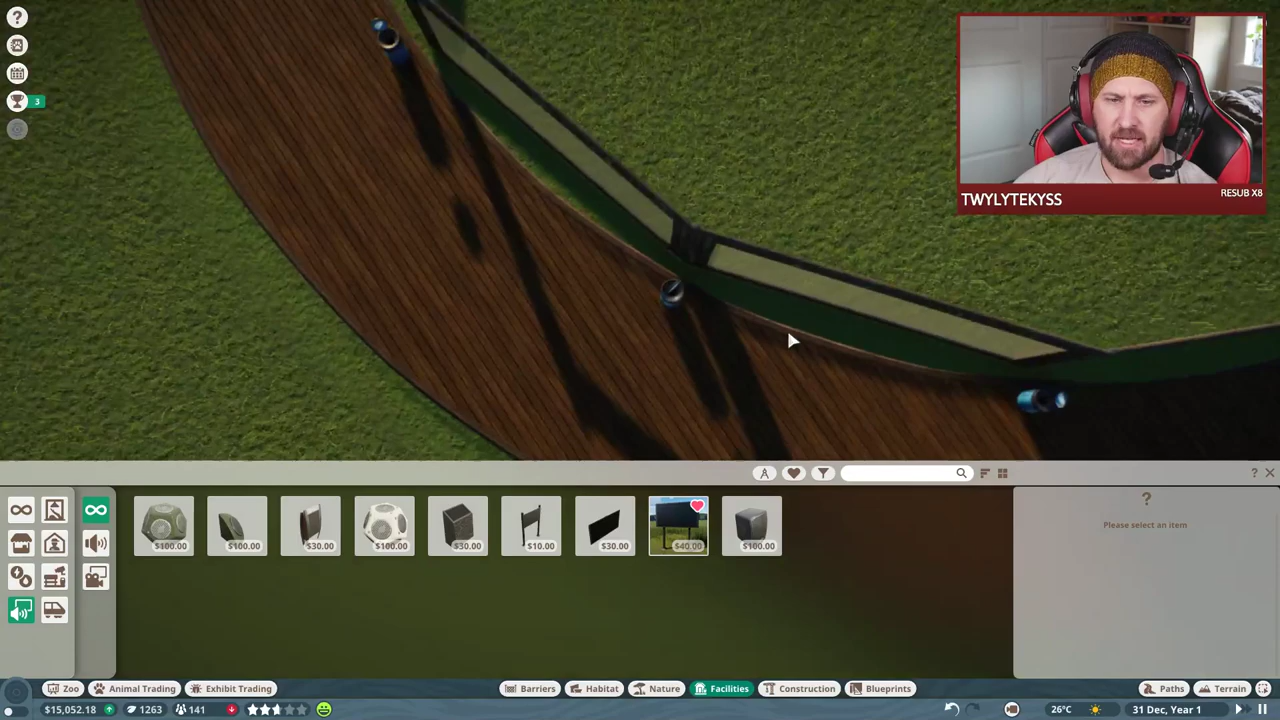 ?
3
TWYLYTEKYSS
RESUB X8
? ×
$100.00
$100.00
$30.00
$100.00
$30.00
$10.00
$30.00
$40.00
$100.00
?
Please select an item
Zoo
Animal Trading
Exhibit Trading
Barriers
Habitat
Nature
Facilities
Construction
Blueprints
Paths
Terrain
$15,052.18
1263
141
26°C
31 Dec, Year 1